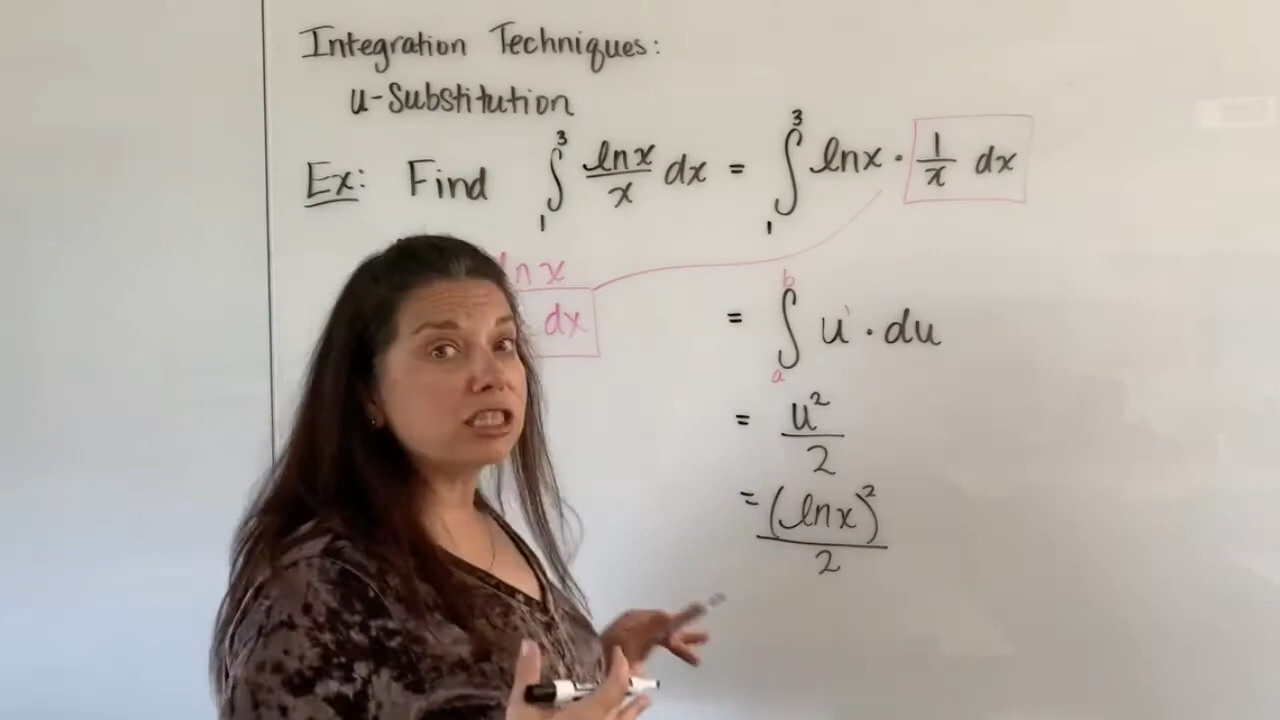 Integration Techniques:
u-Substitution
Ex: Find ∫₁³ lnx/x dx = ∫₁³ lnx · 1/x dx
ln x
dx
= ∫ₐᵇ u · du
= u²/2
= (lnx)²/2